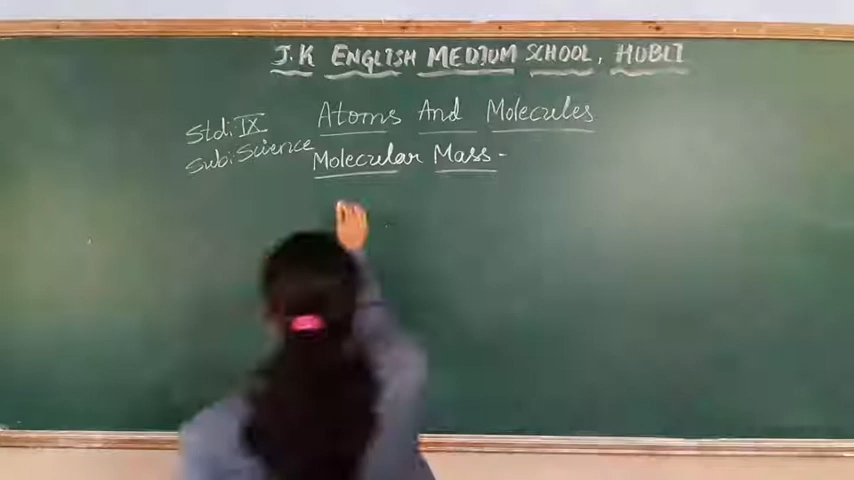 J.K ENGLISH MEDIUM SCHOOL, HUBLI
Atoms And Molecules
Std: IX
Sub: Science
Molecular Mass -